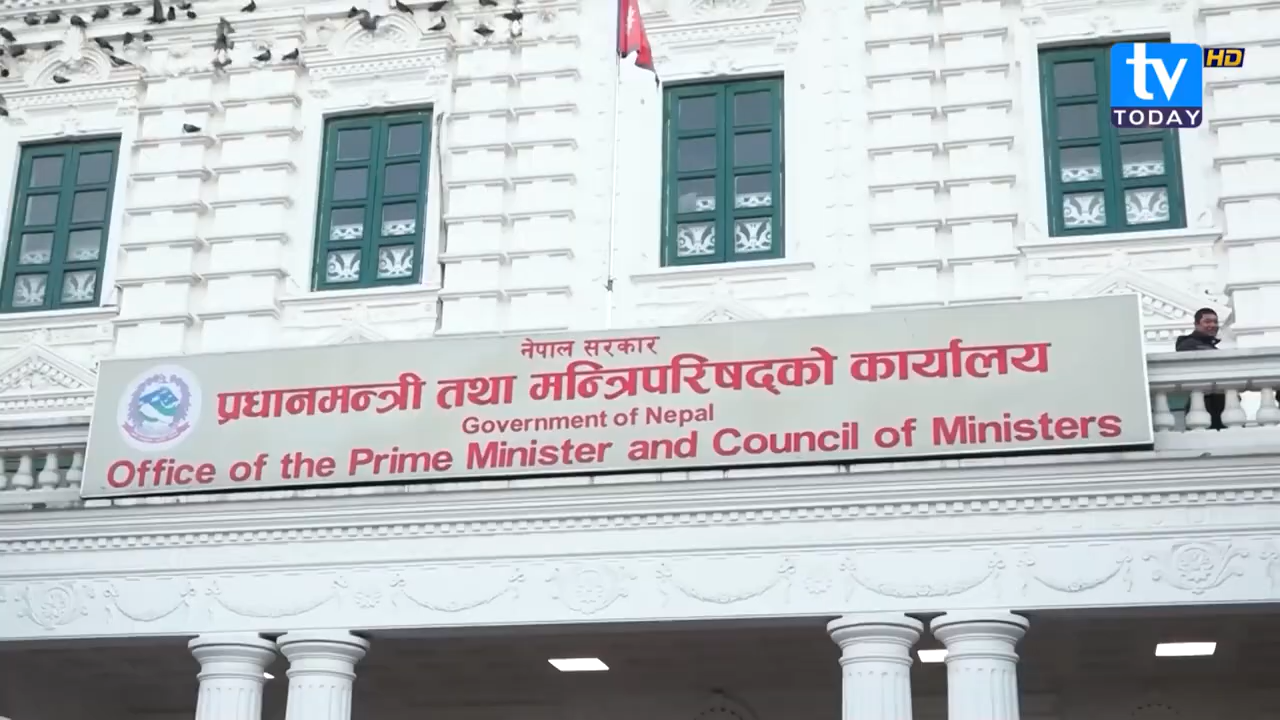 tv HD
TODAY
नेपाल सरकार
प्रधानमन्त्री तथा मन्त्रिपरिषद्को कार्यालय
Government of Nepal
Office of the Prime Minister and Council of Ministers